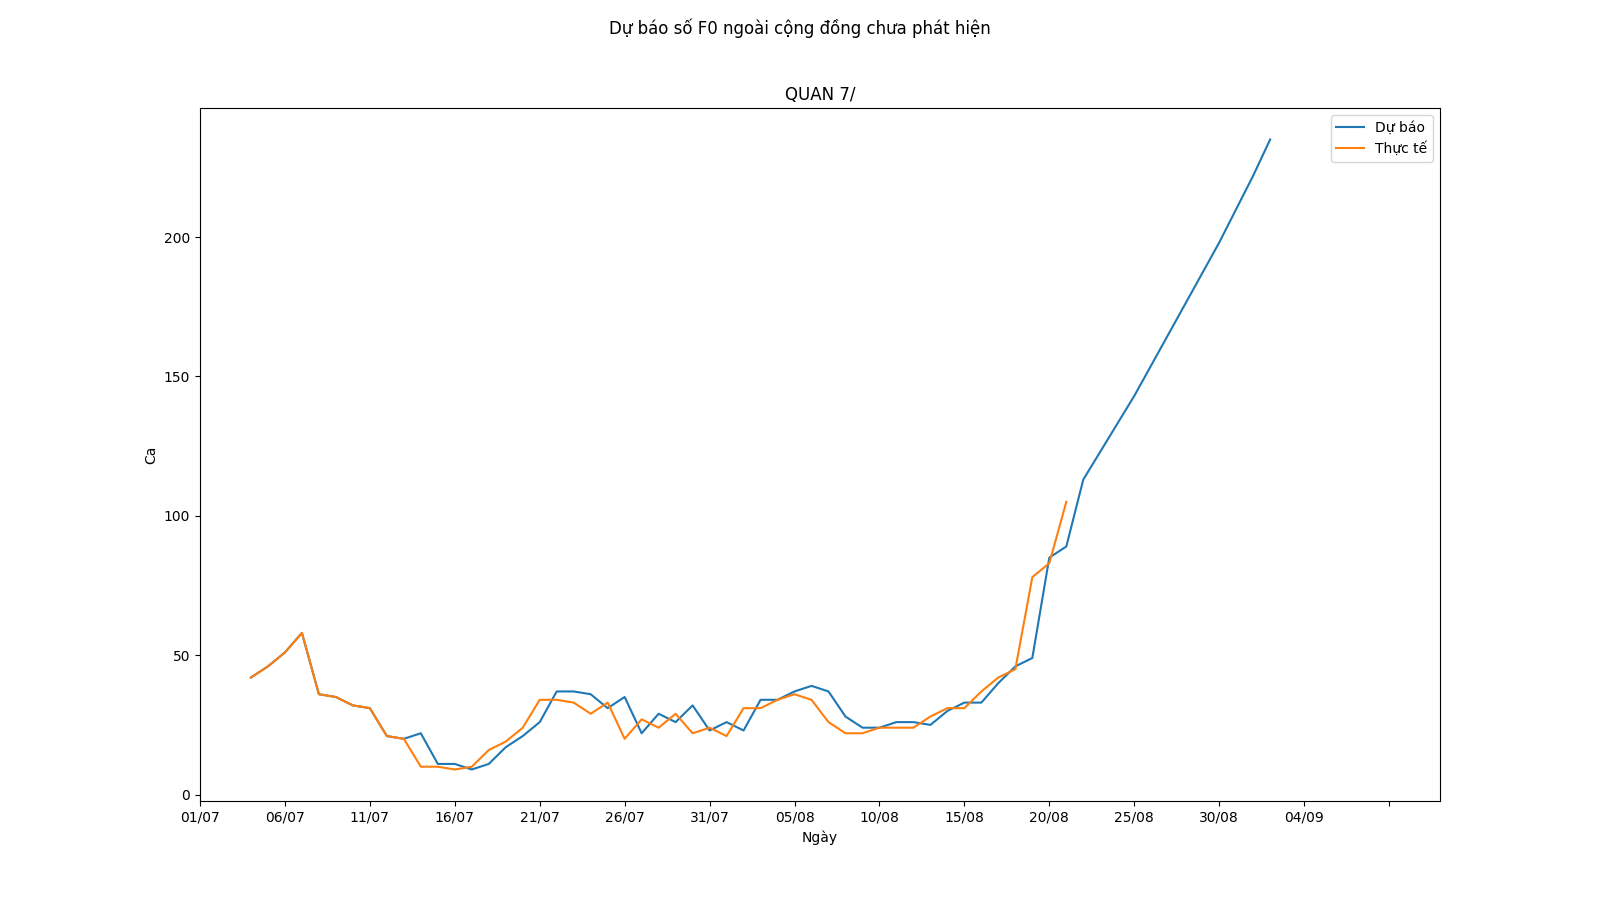 Dự báo số F0 ngoài cộng đồng chưa phát hiện
QUAN 7/
Dự báo
Thực tế
200
150
100
50
0
Ca
01/07 06/07 11/07 16/07 21/07 26/07 31/07 05/08 10/08 15/08 20/08 25/08 30/08 04/09
Ngày